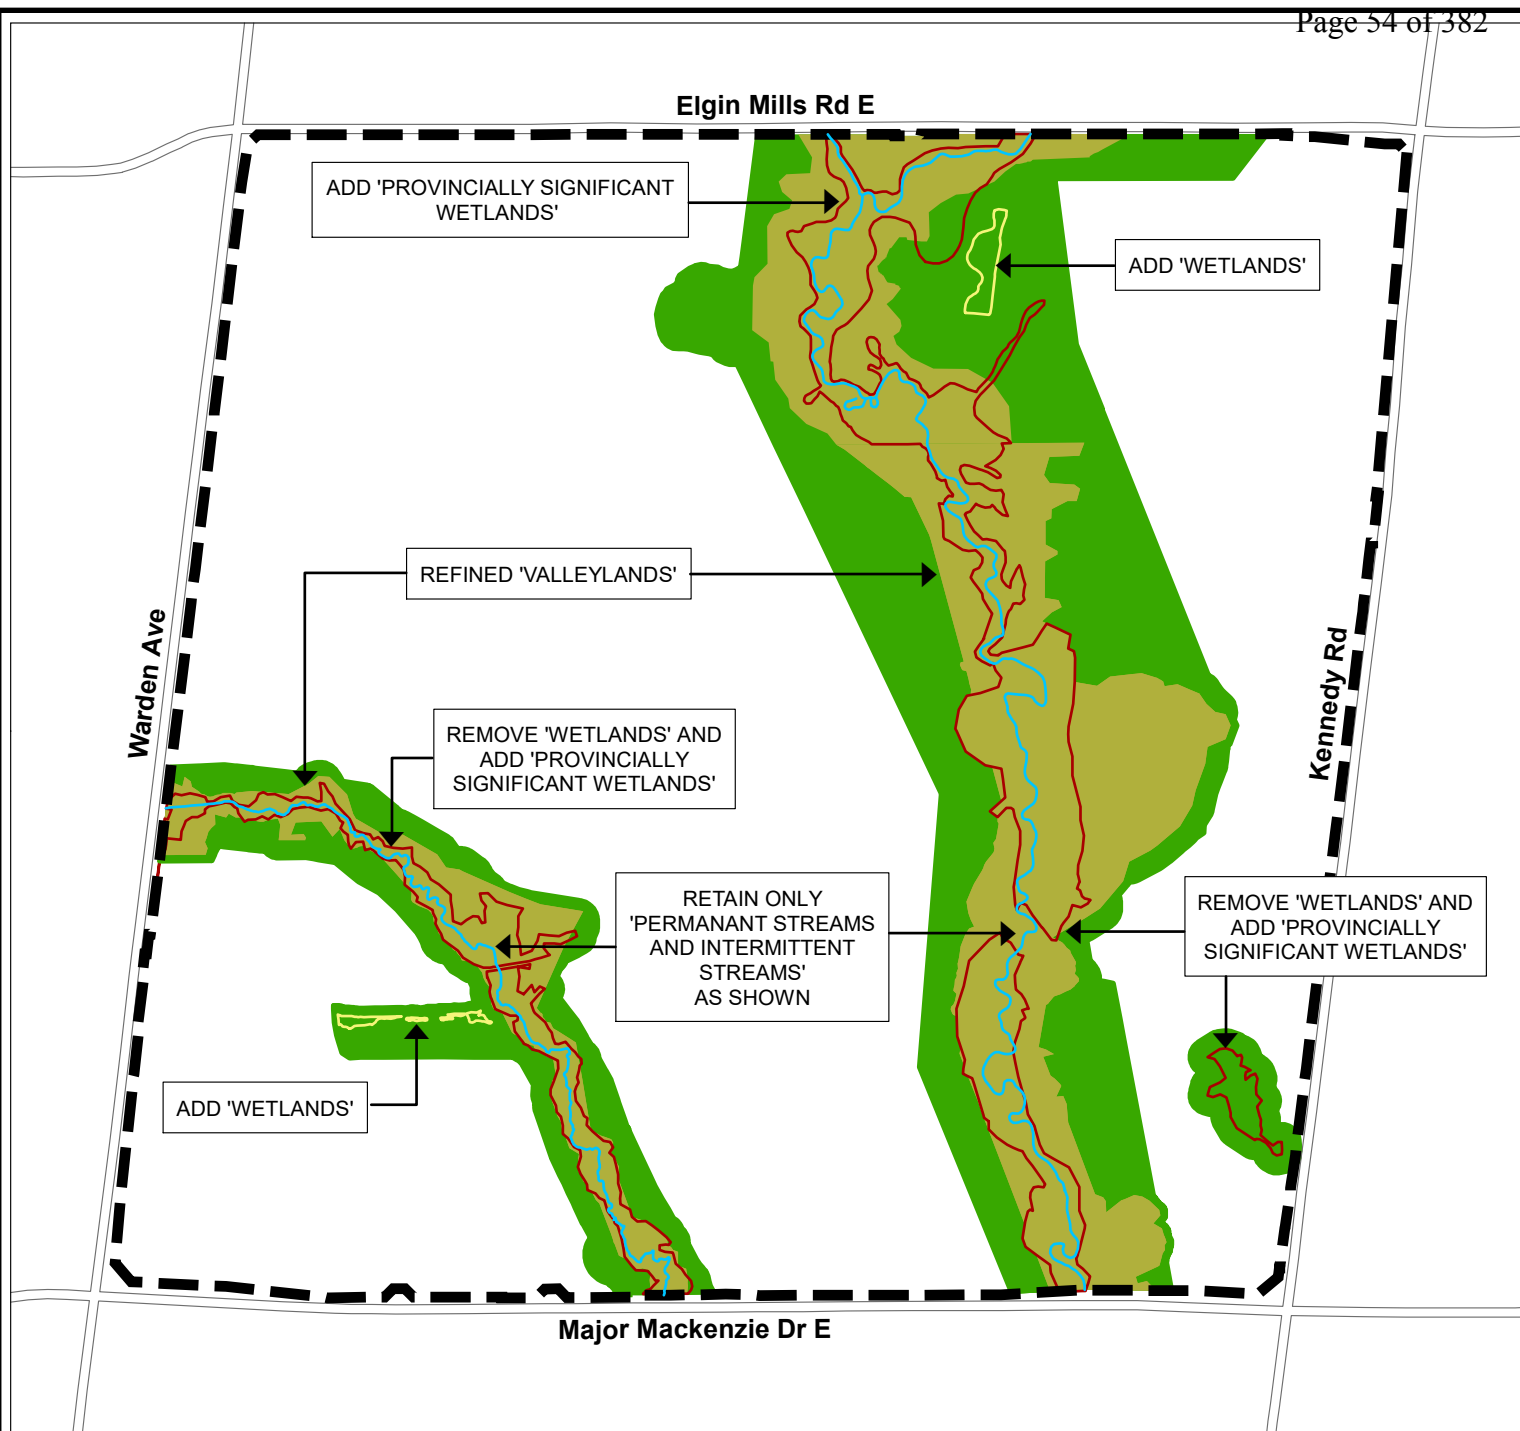 Page 54 of 382
Elgin Mills Rd E
ADD 'PROVINCIALLY SIGNIFICANT
WETLANDS'
ADD 'WETLANDS'
REFINED 'VALLEYLANDS'
Warden Ave
Kennedy Rd
REMOVE 'WETLANDS' AND
ADD 'PROVINCIALLY
SIGNIFICANT WETLANDS'
RETAIN ONLY
'PERMANANT STREAMS
AND INTERMITTENT
STREAMS'
AS SHOWN
REMOVE 'WETLANDS' AND
ADD 'PROVINCIALLY
SIGNIFICANT WETLANDS'
ADD 'WETLANDS'
Major Mackenzie Dr E